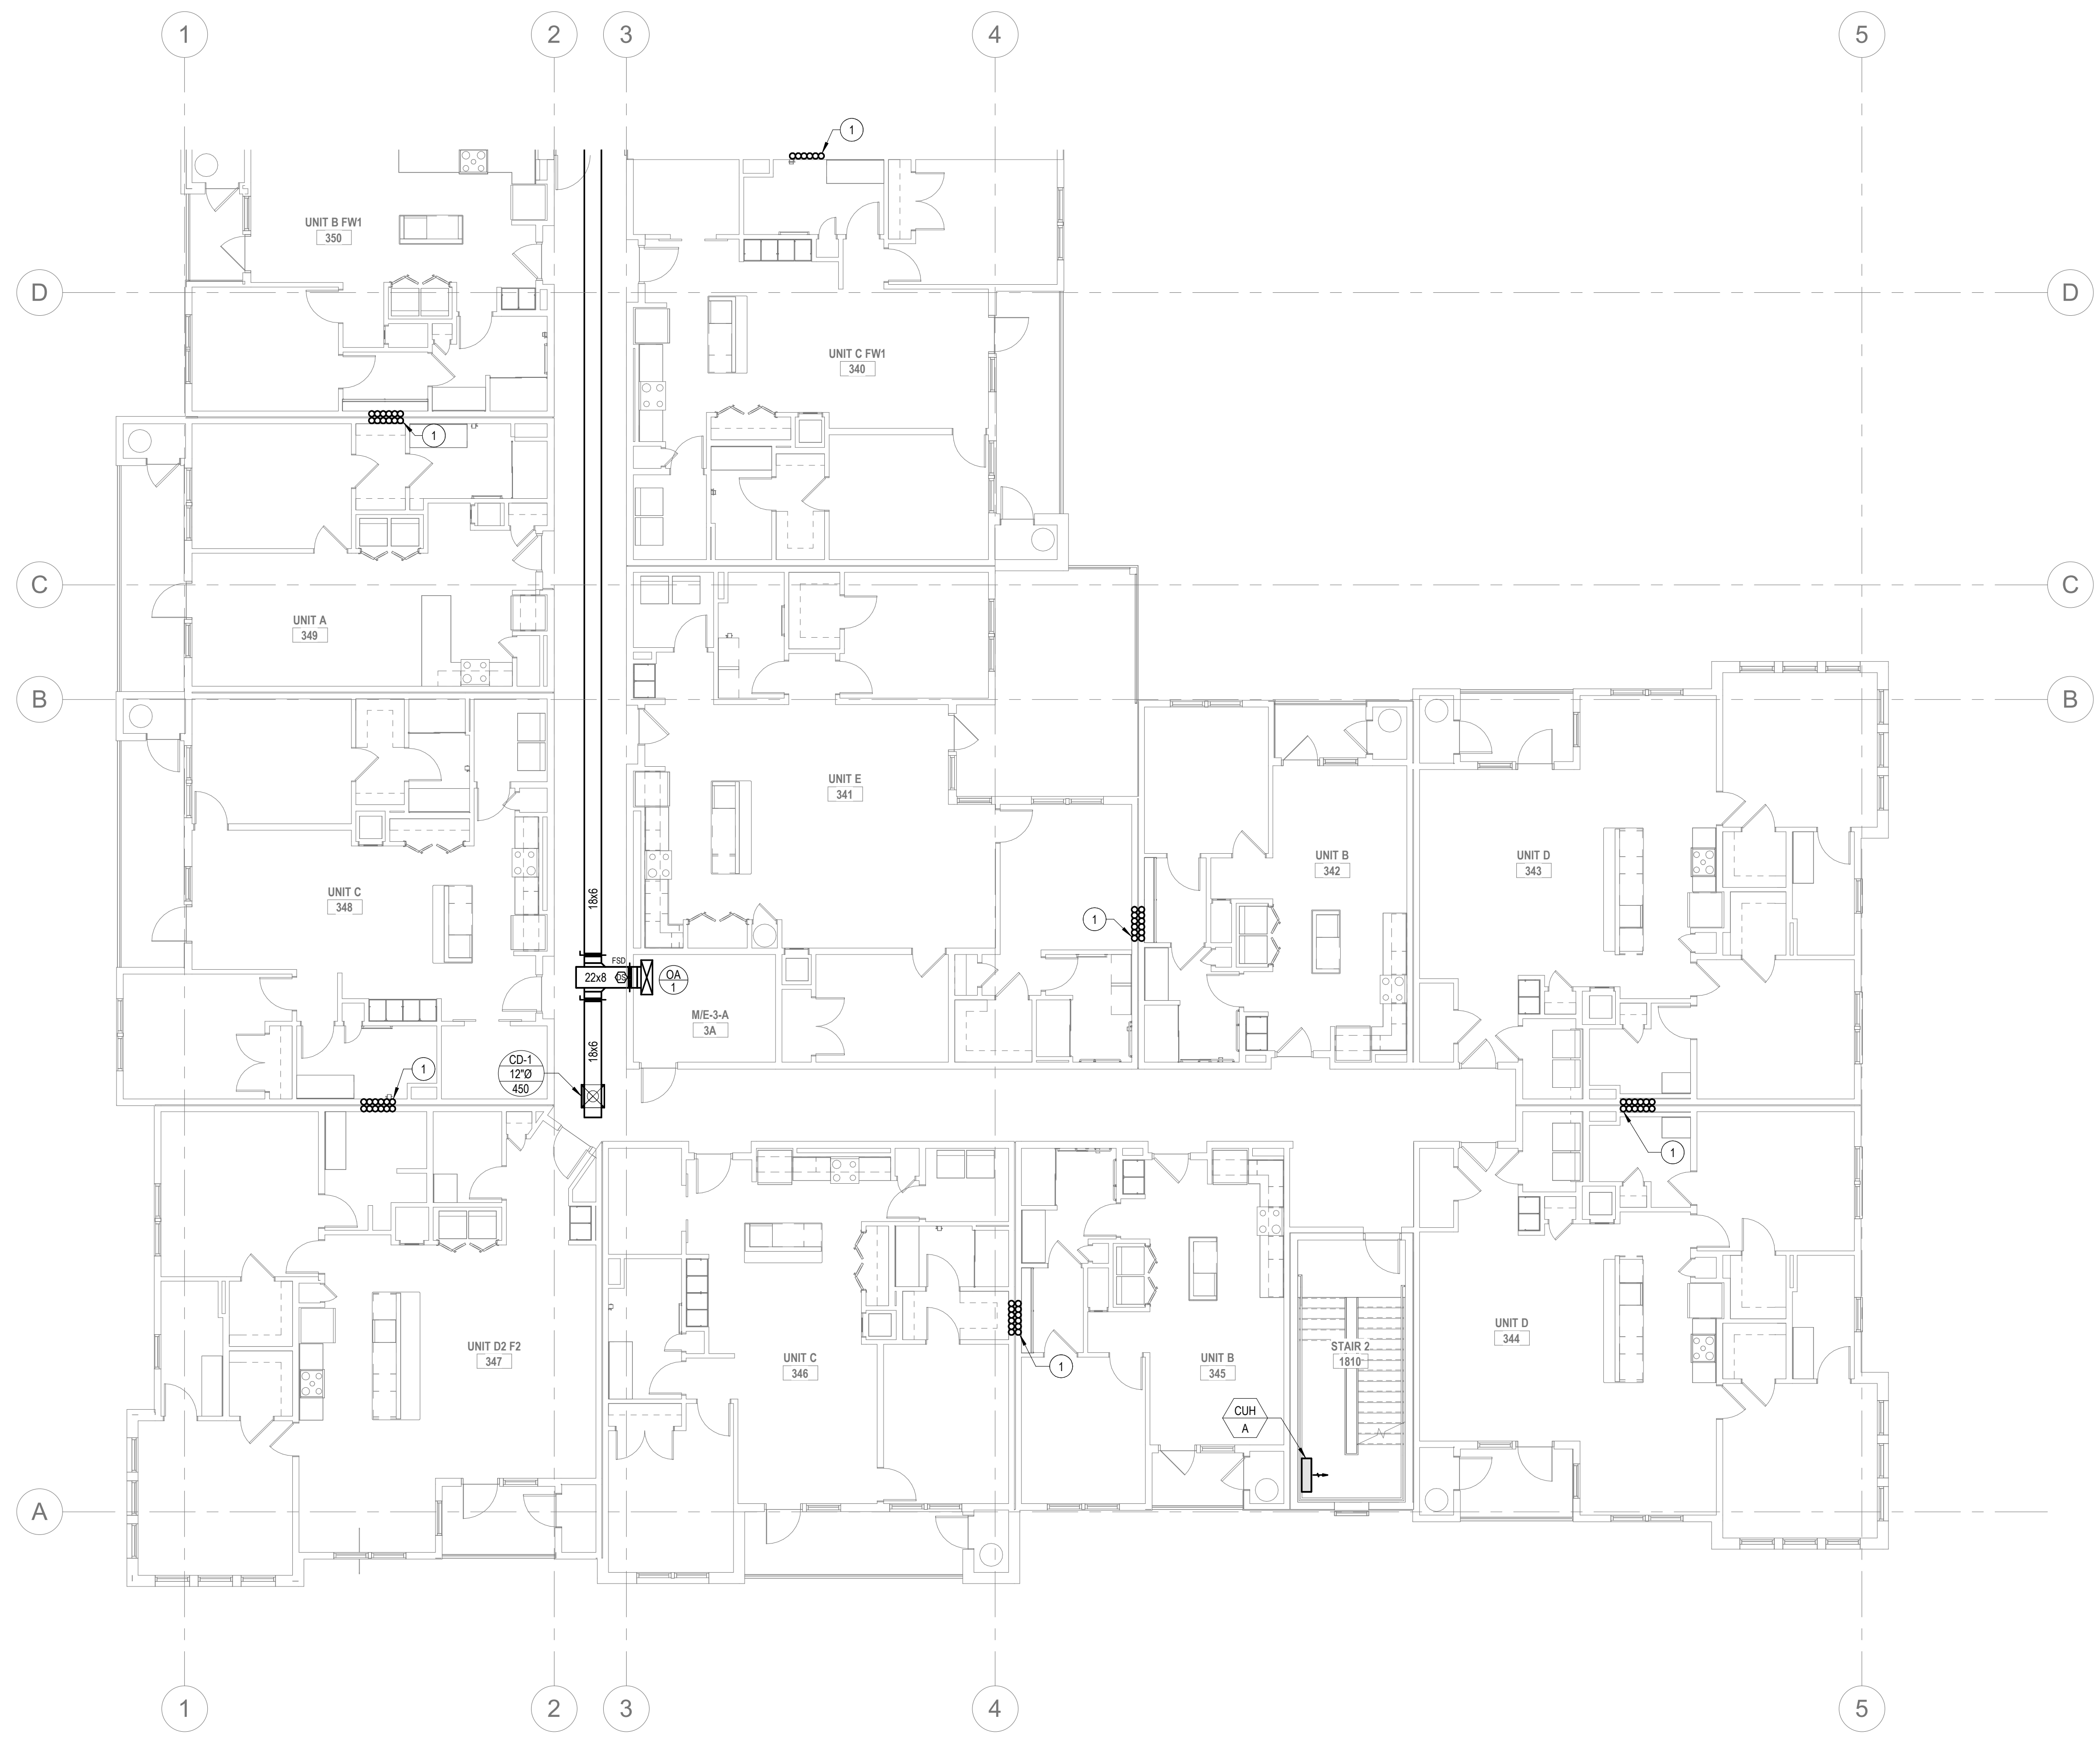 1
2
3
4
5
1
UNIT B FW1
350
D
D
UNIT C FW1
340
1
C
C
UNIT A
349
B
B
UNIT E
341
UNIT B
342
UNIT D
343
UNIT C
348
18x6
1
FSD
22x8
DS
OA
1
M/E-3-A
3A
18x6
CD-1
12"Ø
450
1
1
UNIT D
344
UNIT D2 F2
347
UNIT C
346
1
UNIT B
345
STAIR 2
1810
CUH
A
A
1
2
3
4
5